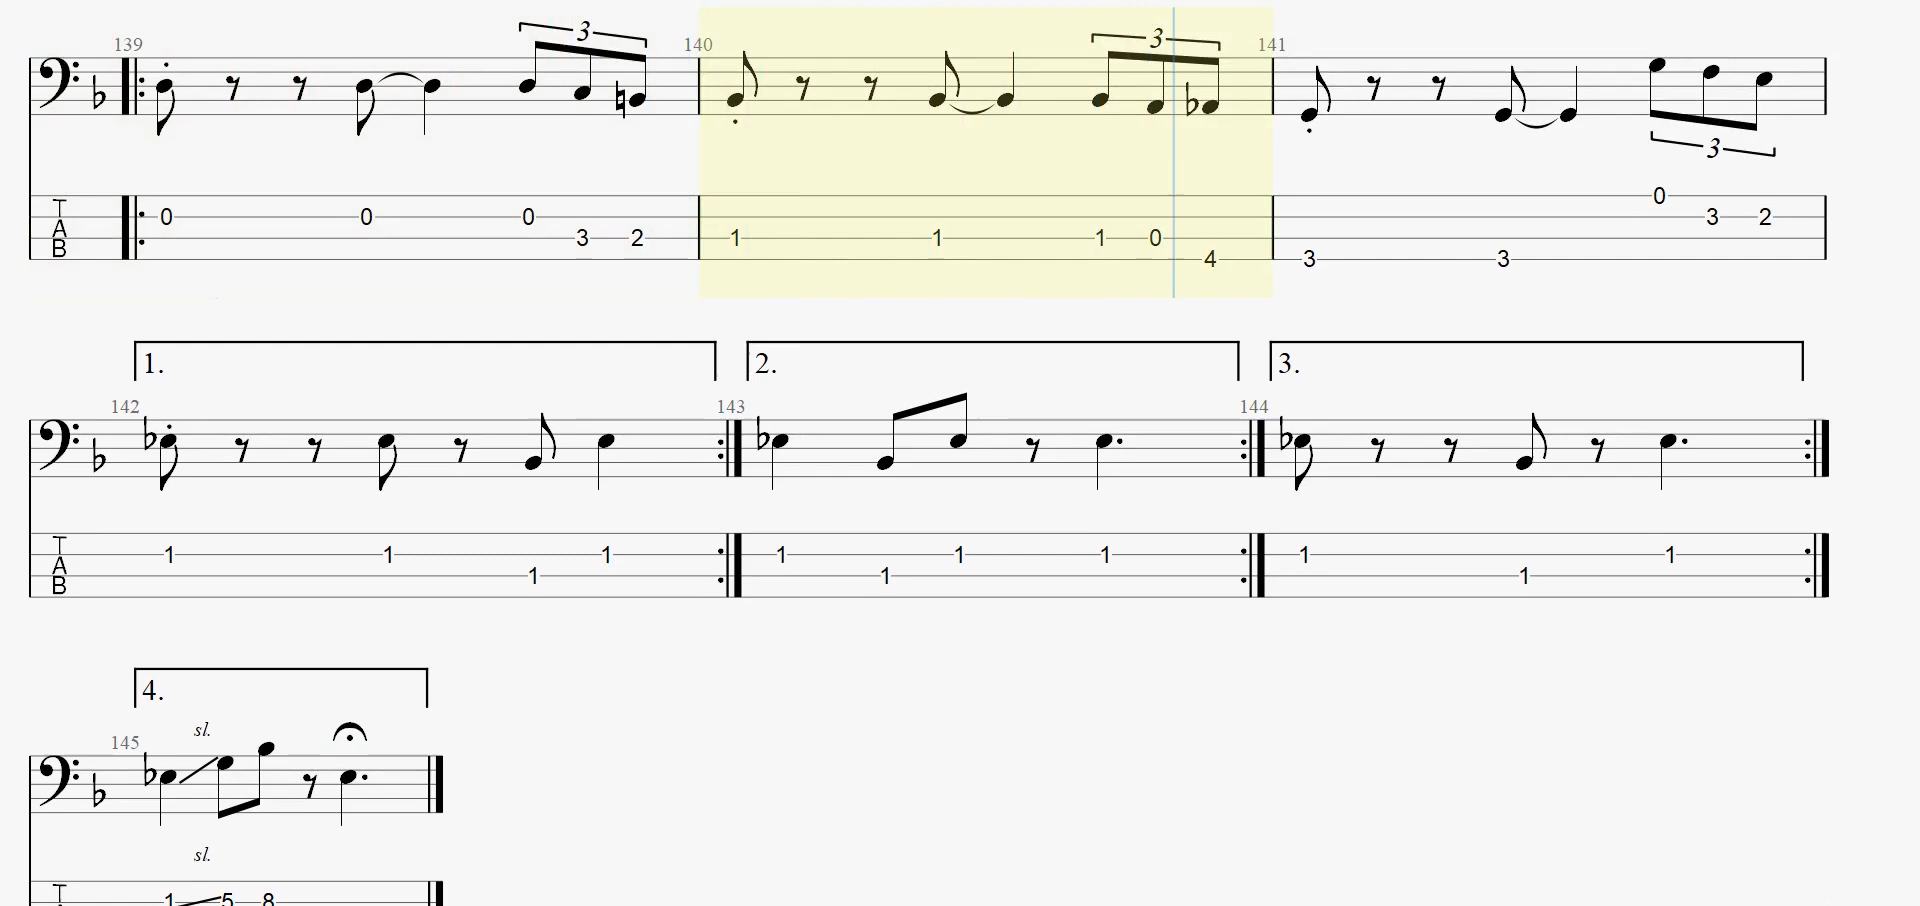 139 3 140 3 141
3
T A B 0 0 0 3 2 1 1 1 0 4 3 3 0 3 2
1. 2. 3.
142 143 144
T A B 1 1 1 1 1 1 1 1 1 1 1
4.
145 sl.
sl.
T 1 5 8